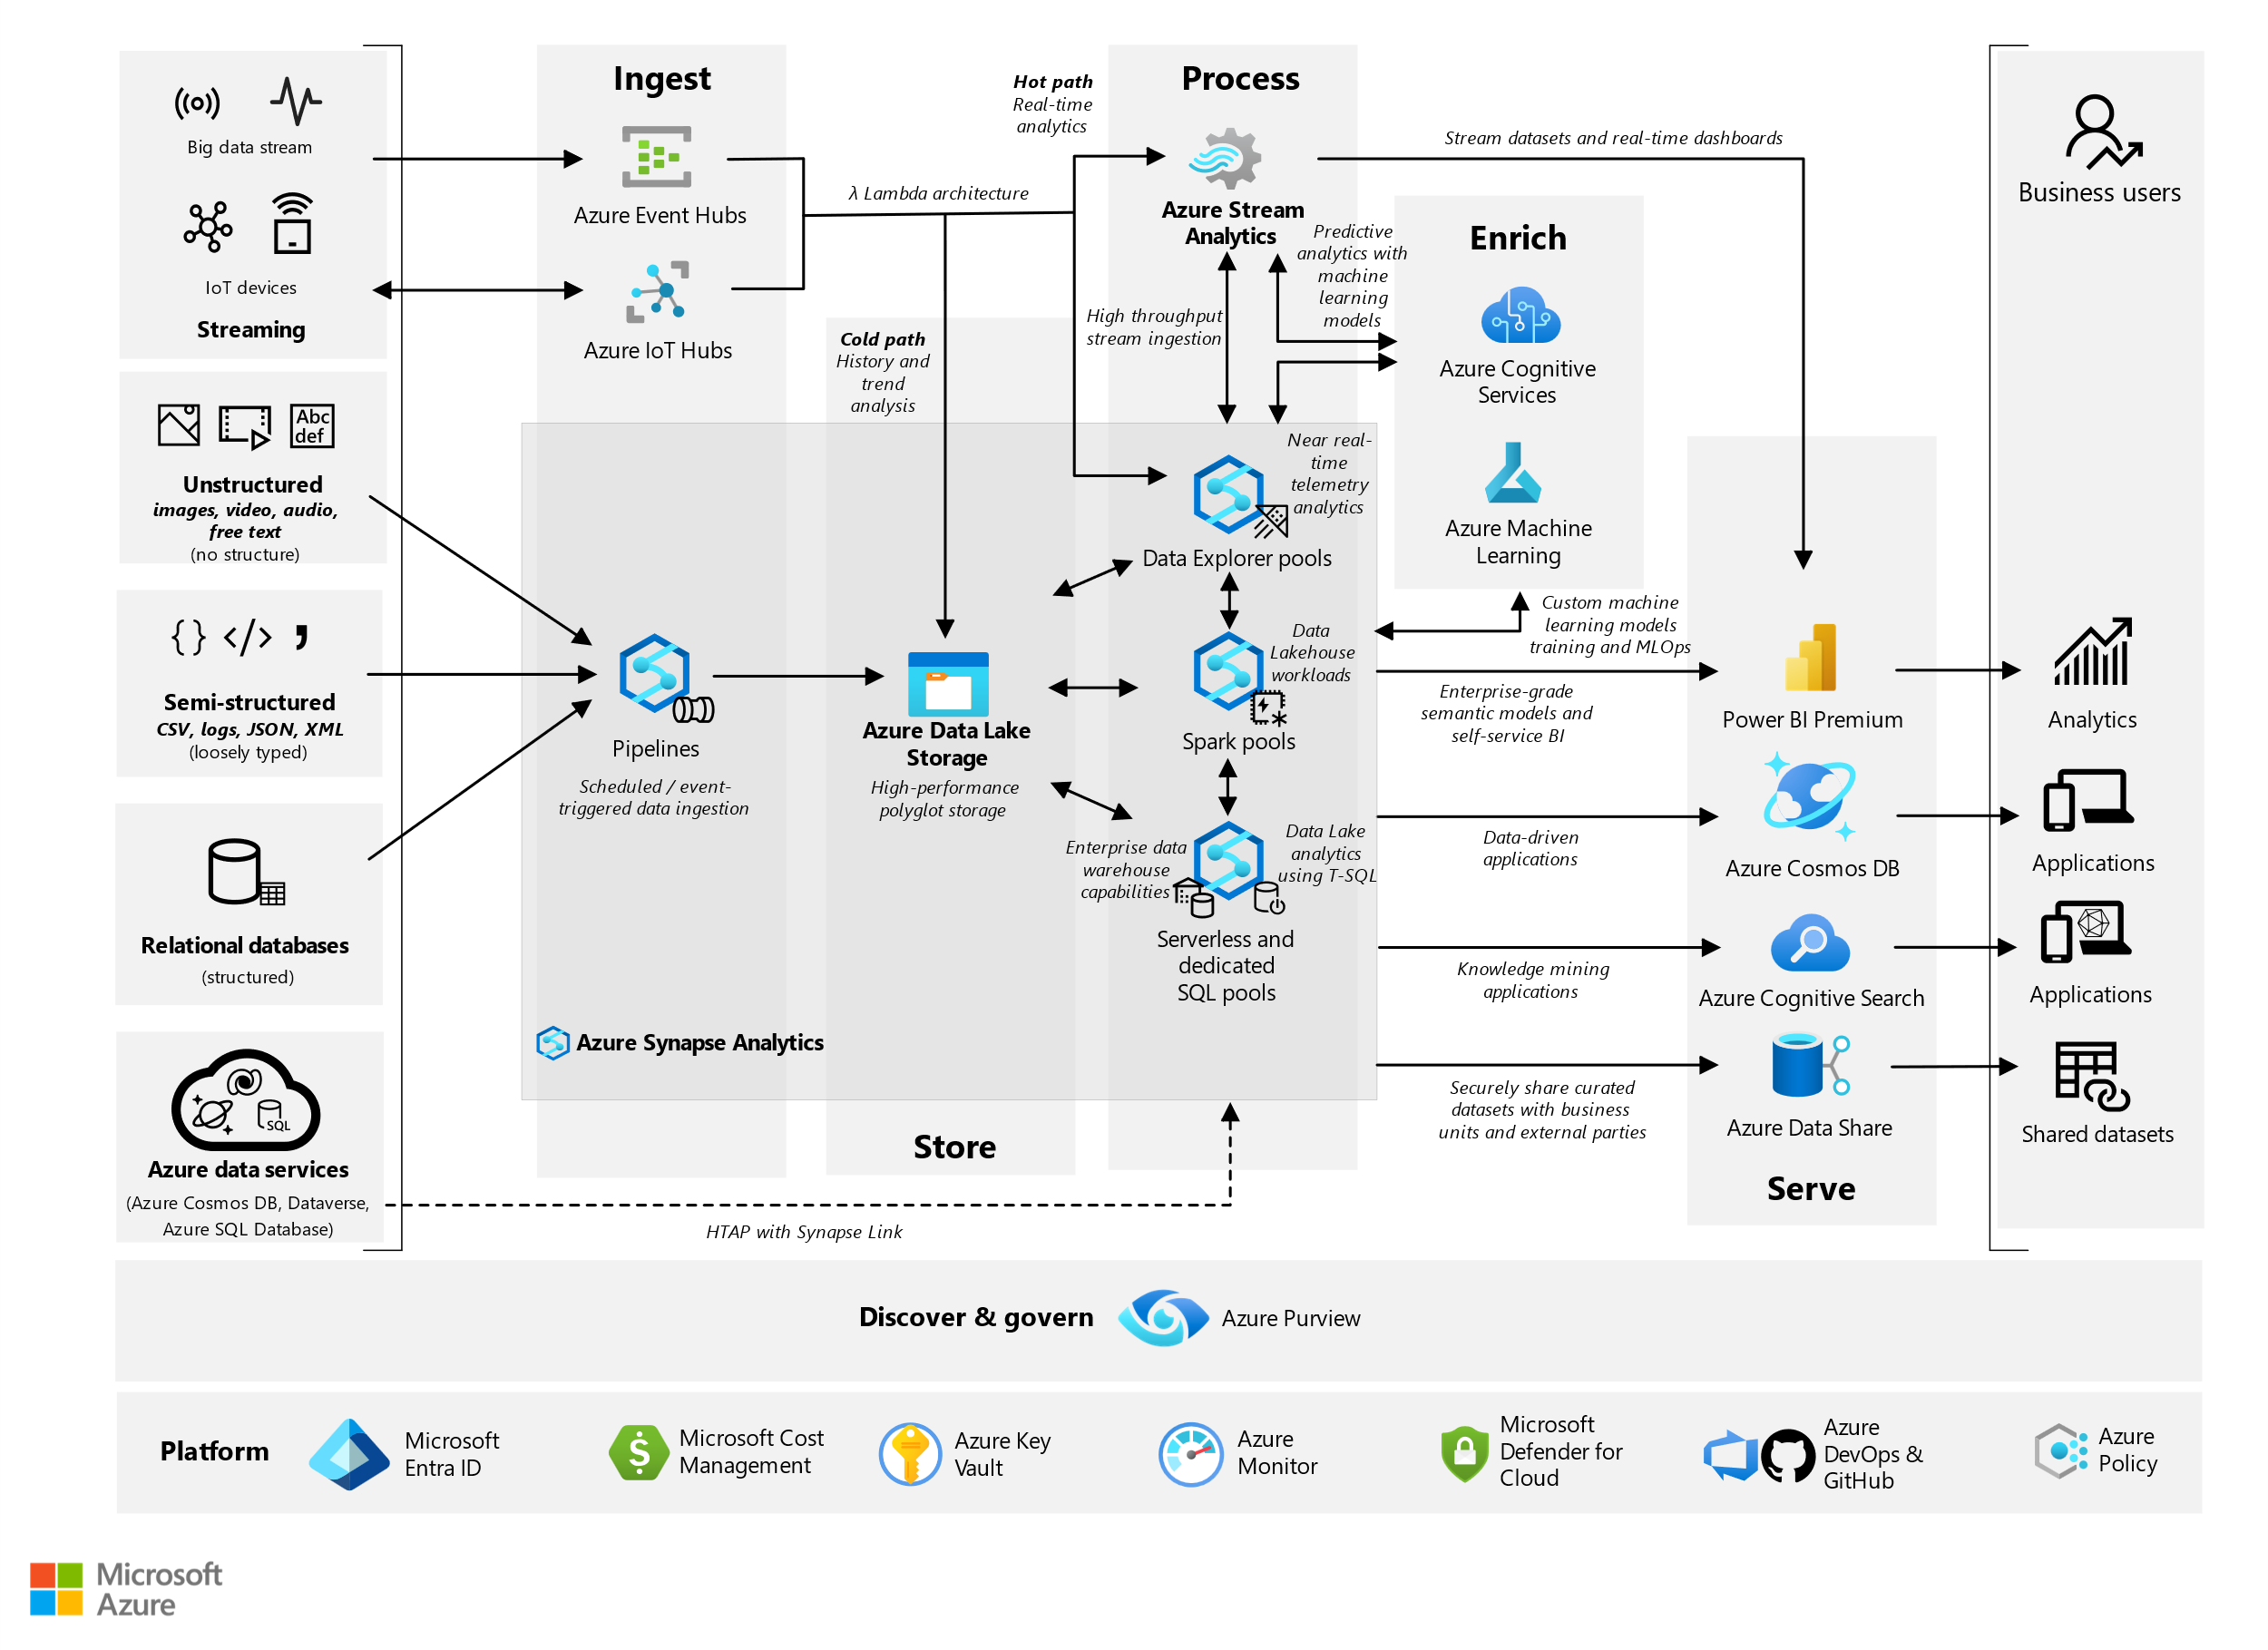 Big data stream
IoT devices
Streaming
Abc
def
Unstructured
images, video, audio,
free text
(no structure)
{ } </> ,
Semi-structured
CSV, logs, JSON, XML
(loosely typed)
Relational databases
(structured)
SQL
Azure data services
(Azure Cosmos DB, Dataverse,
Azure SQL Database)
Ingest
Azure Event Hubs
Azure IoT Hubs
λ Lambda architecture
Hot path
Real-time
analytics
Cold path
History and
trend
analysis
Pipelines
Scheduled / event-
triggered data ingestion
Azure Data Lake
Storage
High-performance
polyglot storage
Azure Synapse Analytics
Store
HTAP with Synapse Link
Process
Azure Stream
Analytics
High throughput
stream ingestion
Predictive
analytics with
machine
learning
models
Near real-
time
telemetry
analytics
Data Explorer pools
Data
Lakehouse
workloads
Spark pools
Enterprise data
warehouse
capabilities
Data Lake
analytics
using T-SQL
Serverless and
dedicated
SQL pools
Enrich
Azure Cognitive
Services
Azure Machine
Learning
Stream datasets and real-time dashboards
Custom machine
learning models
training and MLOps
Enterprise-grade
semantic models and
self-service BI
Data-driven
applications
Knowledge mining
applications
Securely share curated
datasets with business
units and external parties
Power BI Premium
Azure Cosmos DB
Azure Cognitive Search
Azure Data Share
Serve
Business users
Analytics
Applications
Applications
Shared datasets
Discover & govern
Azure Purview
Platform
Microsoft
Entra ID
$
Microsoft Cost
Management
Azure Key
Vault
Azure
Monitor
Microsoft
Defender for
Cloud
Azure
DevOps &
GitHub
Azure
Policy
Microsoft
Azure